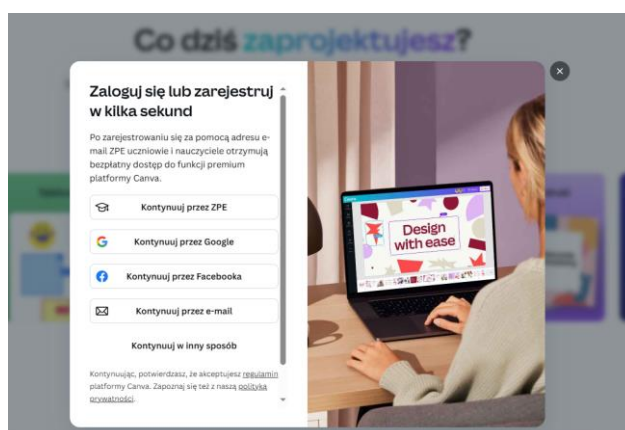 Co dziś zaprojektujesz?
Zaloguj się lub zarejestruj
w kilka sekund
Po zarejestrowaniu się za pomocą adresu e-
mail ZPE uczniowie i nauczyciele otrzymują
bezpłatny dostęp do funkcji premium
platformy Canva.
Kontynuuj przez ZPE
Kontynuuj przez Google
Kontynuuj przez Facebooka
Kontynuuj przez e-mail
Kontynuuj w inny sposób
Kontynuując, potwierdzasz, że akceptujesz regulamin
platformy Canva. Zapoznaj się też z naszą polityką
prywatności.
Design
with ease